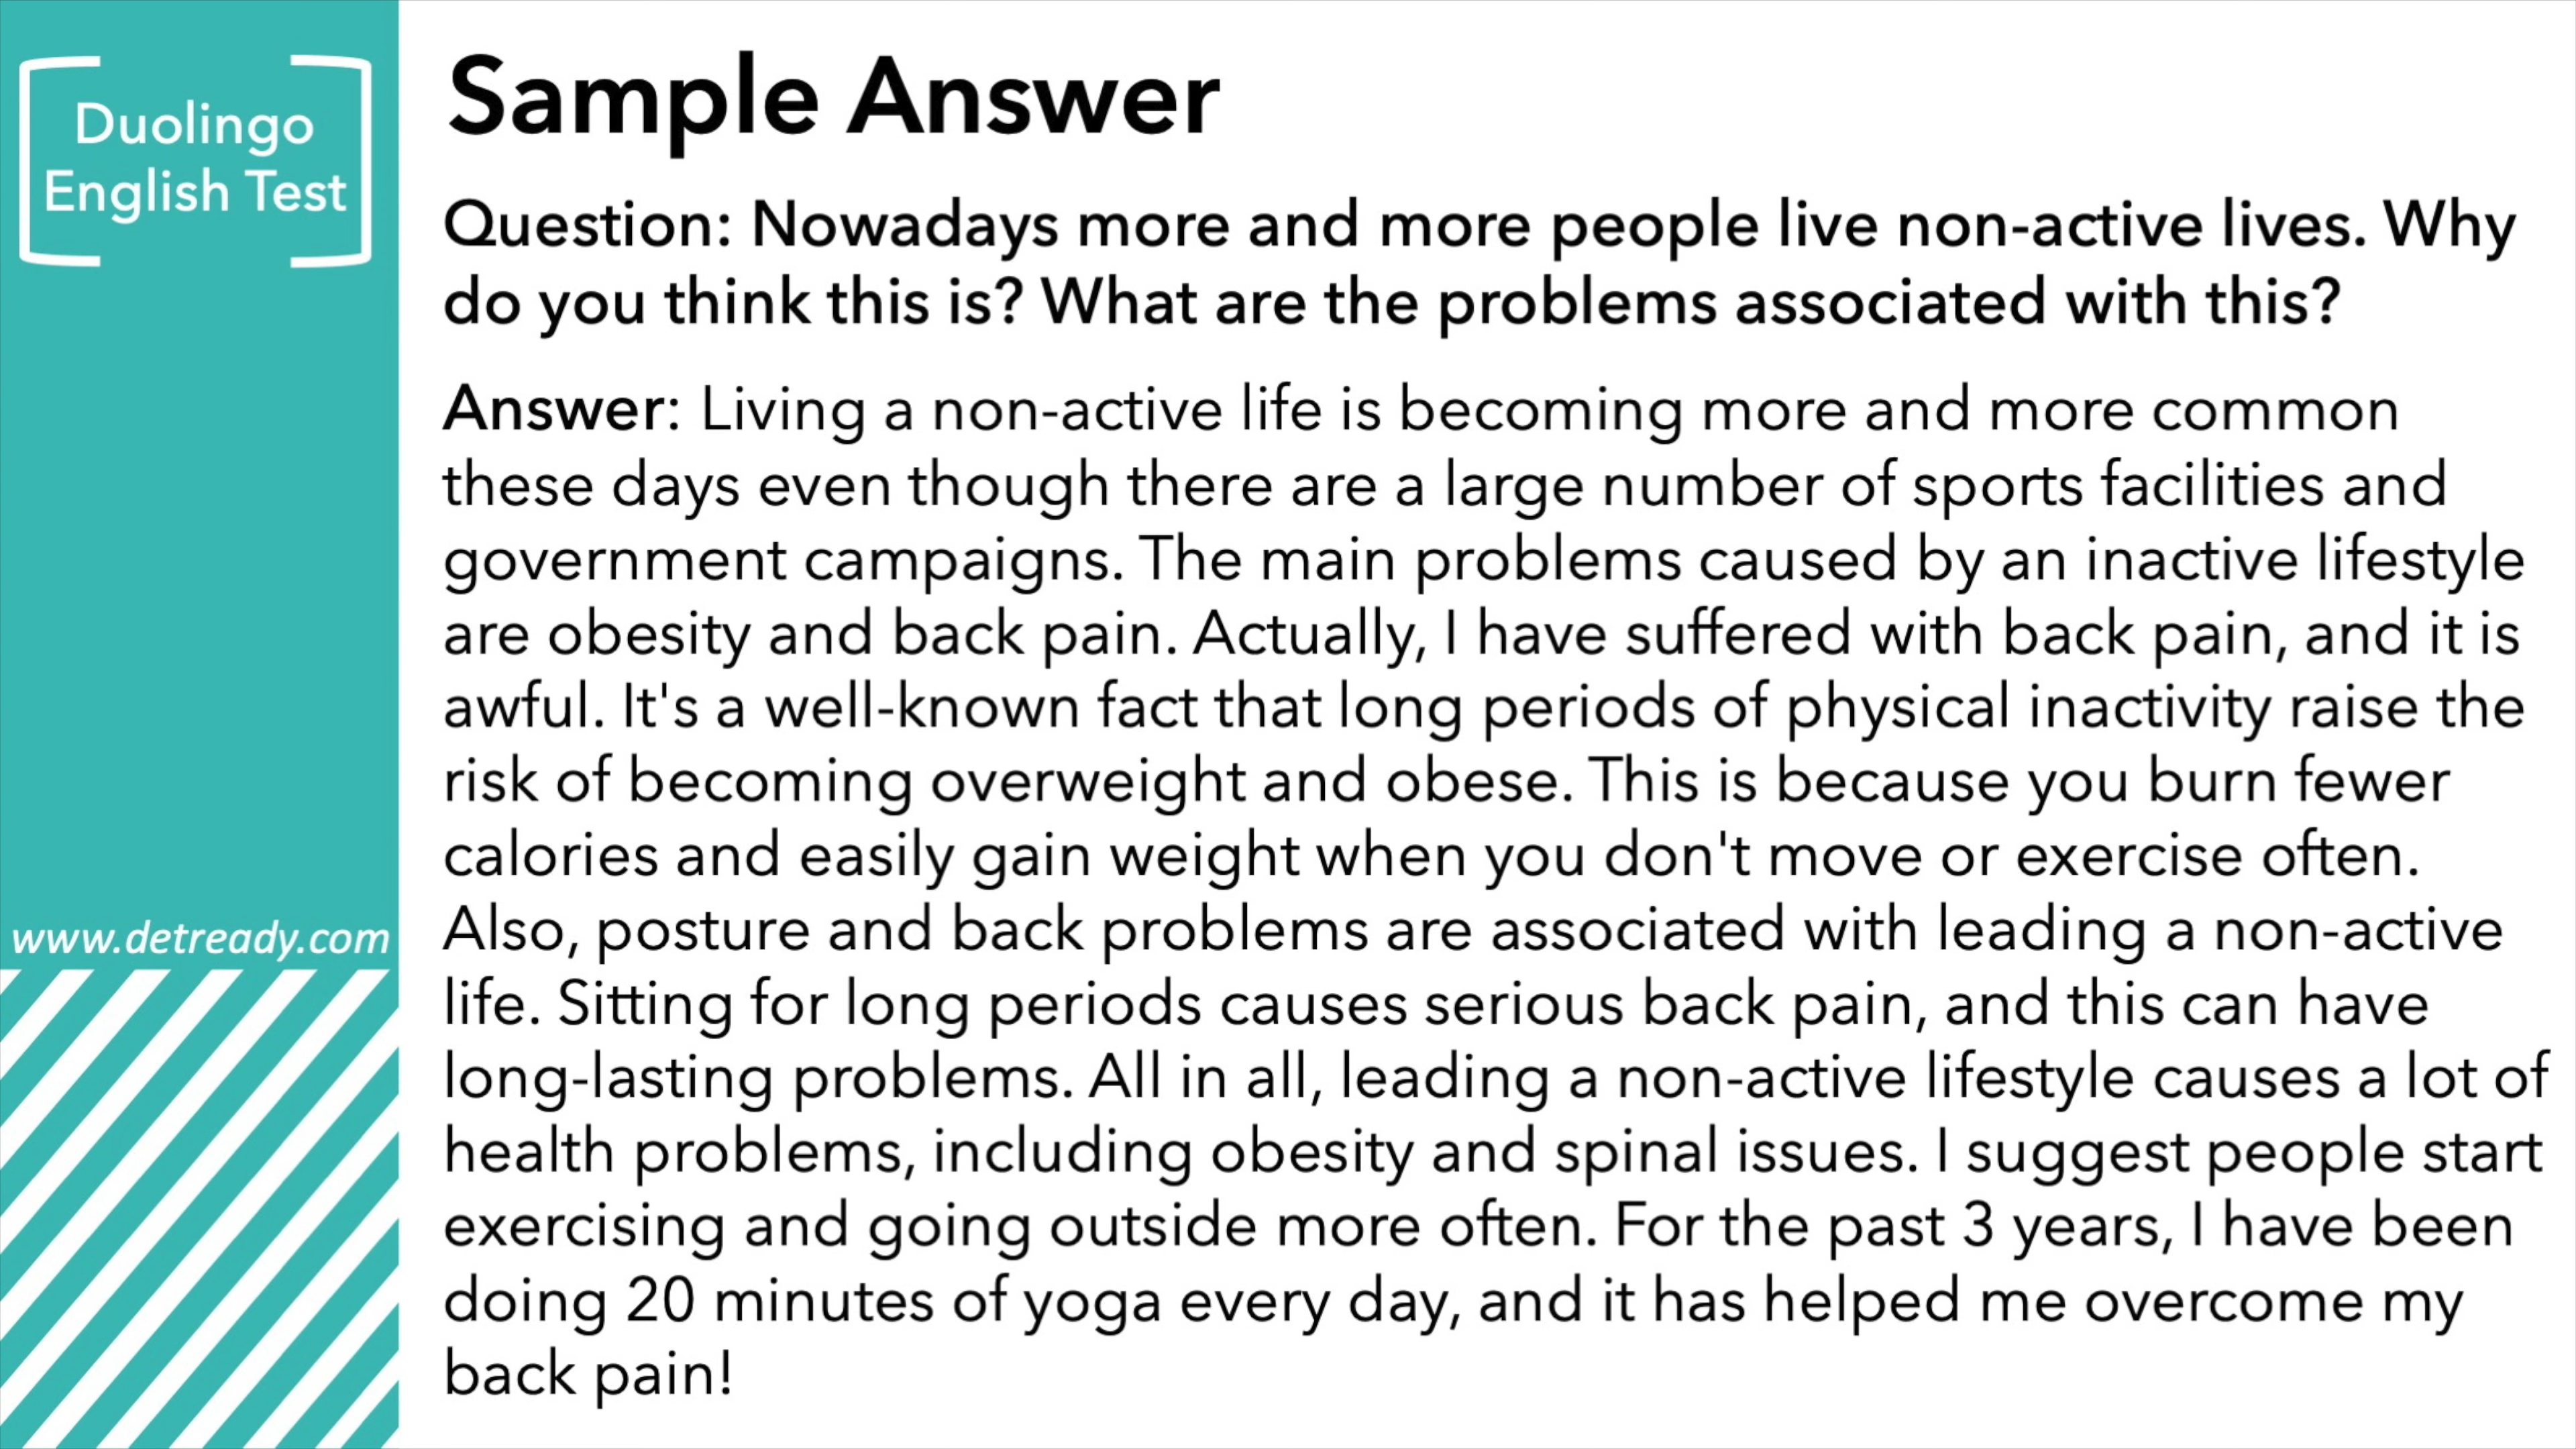 Duolingo
English Test
www.detready.com
Sample Answer
Question: Nowadays more and more people live non-active lives. Why
do you think this is? What are the problems associated with this?
Answer: Living a non-active life is becoming more and more common
these days even though there are a large number of sports facilities and
government campaigns. The main problems caused by an inactive lifestyle
are obesity and back pain. Actually, I have suffered with back pain, and it is
awful. It's a well-known fact that long periods of physical inactivity raise the
risk of becoming overweight and obese. This is because you burn fewer
calories and easily gain weight when you don't move or exercise often.
Also, posture and back problems are associated with leading a non-active
life. Sitting for long periods causes serious back pain, and this can have
long-lasting problems. All in all, leading a non-active lifestyle causes a lot of
health problems, including obesity and spinal issues. I suggest people start
exercising and going outside more often. For the past 3 years, I have been
doing 20 minutes of yoga every day, and it has helped me overcome my
back pain!